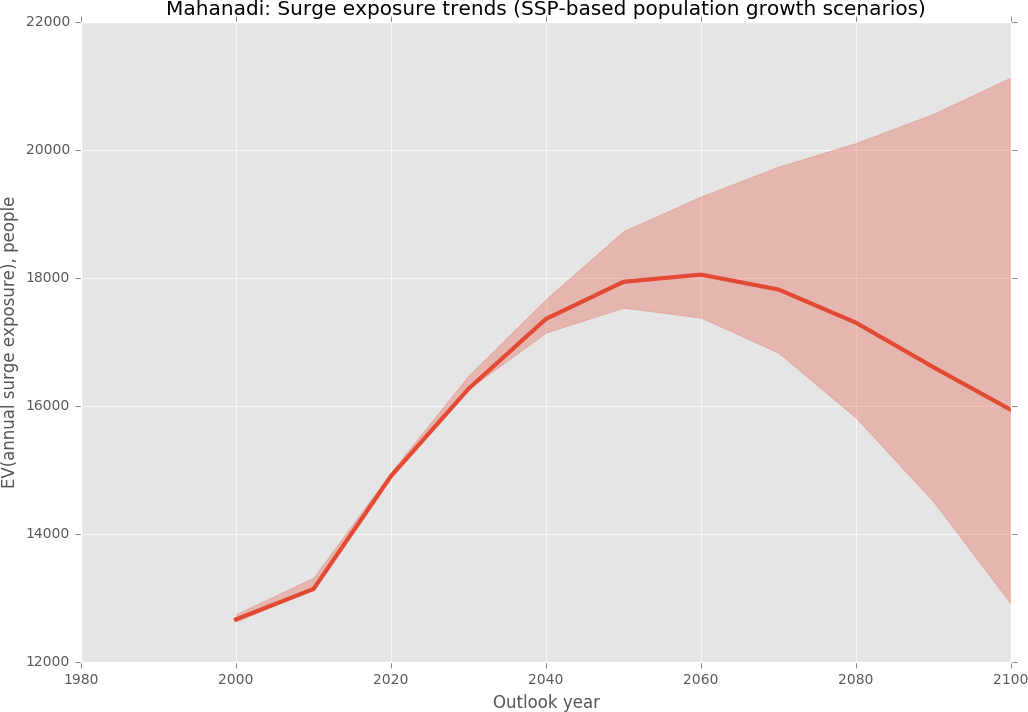 Mahanadi: Surge exposure trends (SSP-based population growth scenarios)
22000
20000
18000
16000
14000
12000
EV(annual surge exposure), people
1980 2000 2020 2040 2060 2080 2100
Outlook year